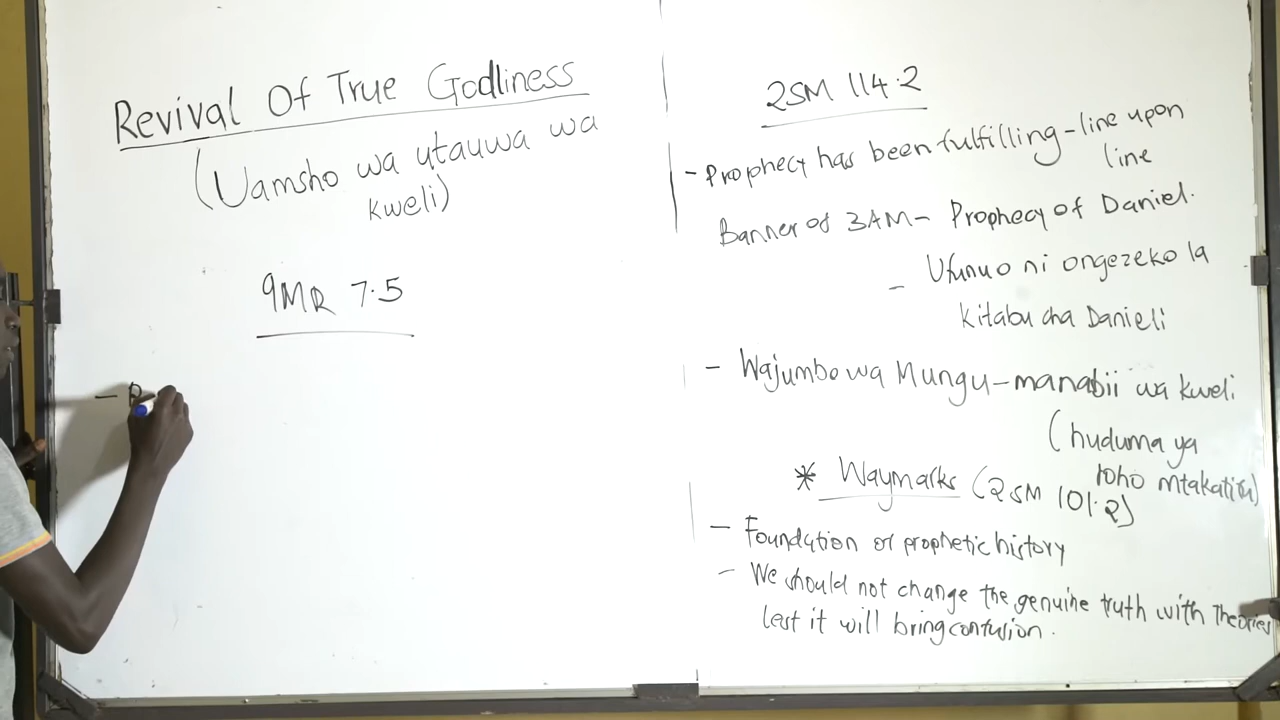 Revival Of True Godliness
(Uamsho wa utauwa wa
kweli)
9MR 7.5
-
2SM 114.2
- Prophecy has been fulfilling - line upon
line
Banner of 3AM - Prophecy of Daniel.
- Ufunuo ni ongezeko la
kitabu cha Danieli
- Wajumbe wa Mungu - manabii wa kweli
(huduma ya
roho mtakatifu)
* Waymarks (2SM 101.2)
- Foundation of prophetic history
- We should not change the genuine truth with theories
lest it will bring confusion.